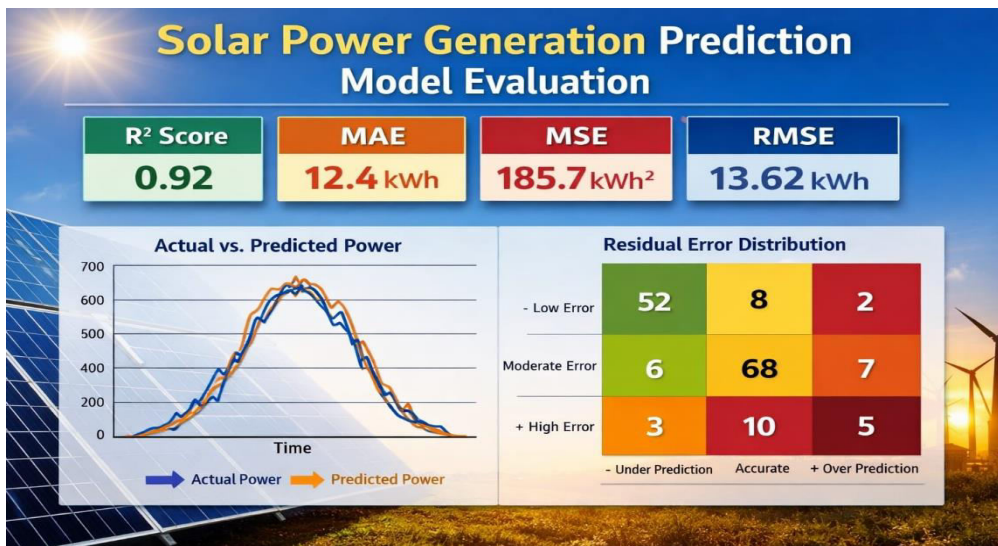 Solar Power Generation Prediction
Model Evaluation
R² Score
0.92
MAE
12.4 kWh
MSE
185.7 kWh²
RMSE
13.62 kWh
Actual vs. Predicted Power
700
600
500
400
200
0
Time
Actual Power
Predicted Power
Residual Error Distribution
- Low Error
52 8 2
Moderate Error
6 68 7
+ High Error
3 10 5
- Under Prediction Accurate + Over Prediction